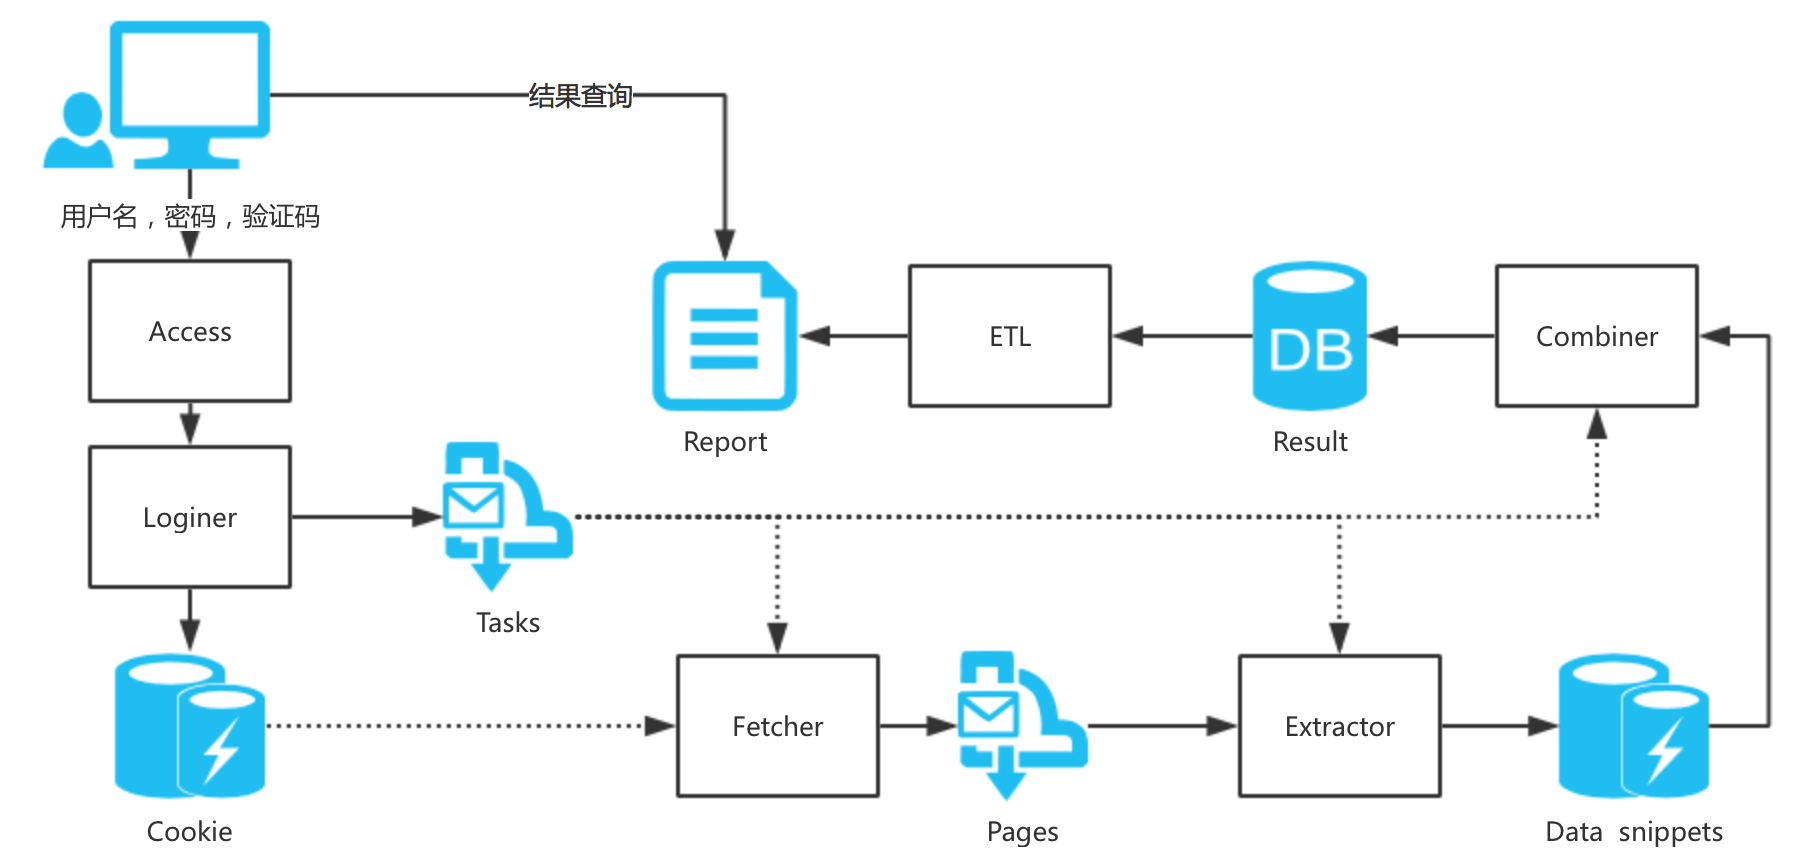 结果查询
用户名，密码，验证码
Access
ETL
DB
Combiner
Report
Result
Loginer
Tasks
Fetcher
Extractor
Cookie
Pages
Data snippets